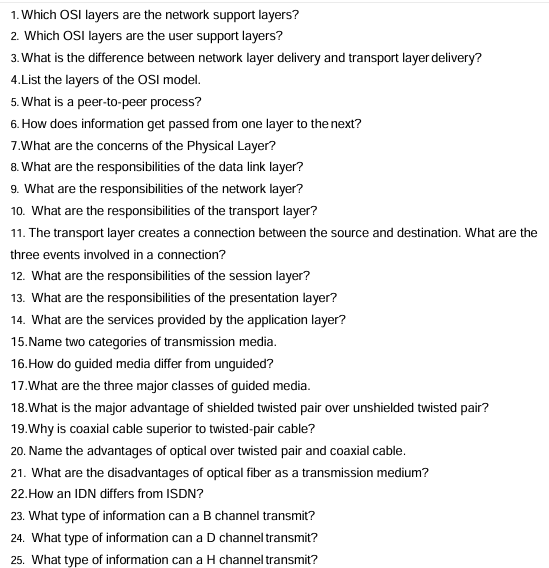 1. Which OSI layers are the network support layers?
2. Which OSI layers are the user support layers?
3. What is the difference between network layer delivery and transport layer delivery?
4.List the layers of the OSI model.
5. What is a peer-to-peer process?
6. How does information get passed from one layer to the next?
7.What are the concerns of the Physical Layer?
8. What are the responsibilities of the data link layer?
9. What are the responsibilities of the network layer?
10. What are the responsibilities of the transport layer?
11. The transport layer creates a connection between the source and destination. What are the
three events involved in a connection?
12. What are the responsibilities of the session layer?
13. What are the responsibilities of the presentation layer?
14. What are the services provided by the application layer?
15.Name two categories of transmission media.
16.How do guided media differ from unguided?
17.What are the three major classes of guided media.
18.What is the major advantage of shielded twisted pair over unshielded twisted pair?
19.Why is coaxial cable superior to twisted-pair cable?
20. Name the advantages of optical over twisted pair and coaxial cable.
21. What are the disadvantages of optical fiber as a transmission medium?
22.How an IDN differs from ISDN?
23. What type of information can a B channel transmit?
24. What type of information can a D channel transmit?
25. What type of information can a H channel transmit?